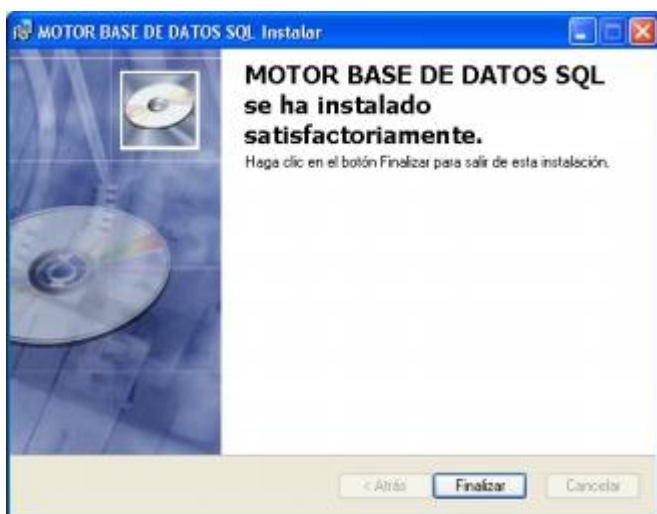 MOTOR BASE DE DATOS SQL Instalar
MOTOR BASE DE DATOS SQL
se ha instalado
satisfactoriamente.
Haga clic en el botón Finalizar para salir de esta instalación.
< Atrás Finalizar Cancelar